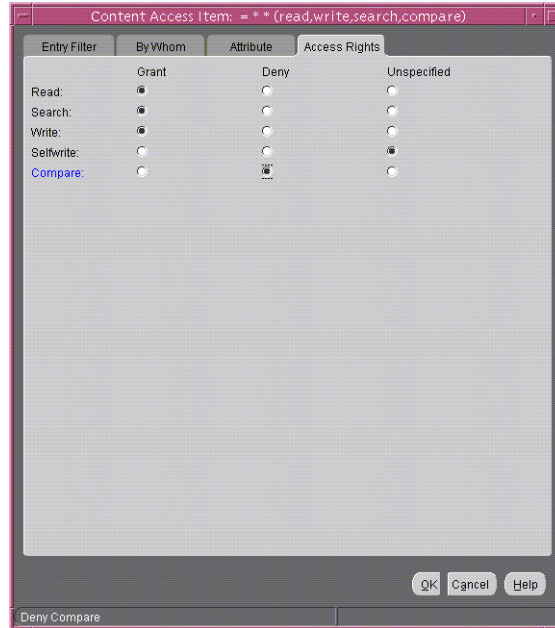 Content Access Item: = * * (read,write,search,compare)
Entry Filter By Whom Attribute Access Rights
Grant Deny Unspecified
Read:
Search:
Write:
Selfwrite:
Compare:
OK Cancel Help
Deny Compare